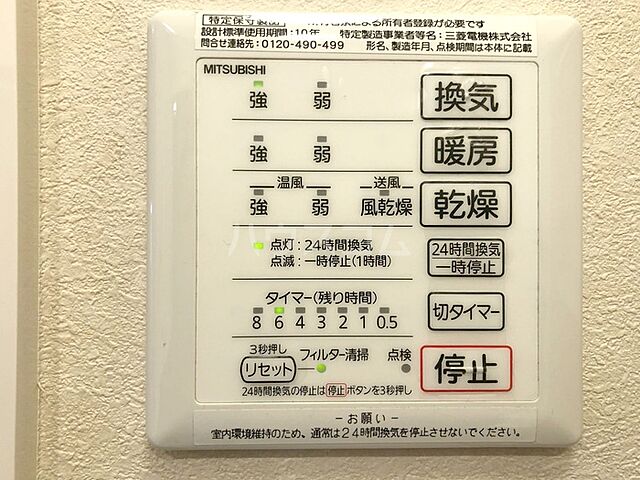 特定保守製品
による所有者登録が必要です
設計標準使用期間:10年 特定製造事業者等名:三菱電機株式会社
問合せ連絡先:0120-490-499 形名、製造年月、点検期間は本体に記載
MITSUBISHI
強 弱 換気
強 弱 暖房
温風 送風
強 弱 風乾燥 乾燥
点灯:24時間換気
点滅:一時停止(1時間)
24時間換気
一時停止
タイマー(残り時間)
8 6 4 3 2 1 0.5
切タイマー
3秒押し
リセット フィルター清掃 点検
停止
24時間換気の停止は停止ボタンを3秒押し
-お願い-
室内環境維持のため、通常は24時間換気を停止させないでください。
ハウスコム